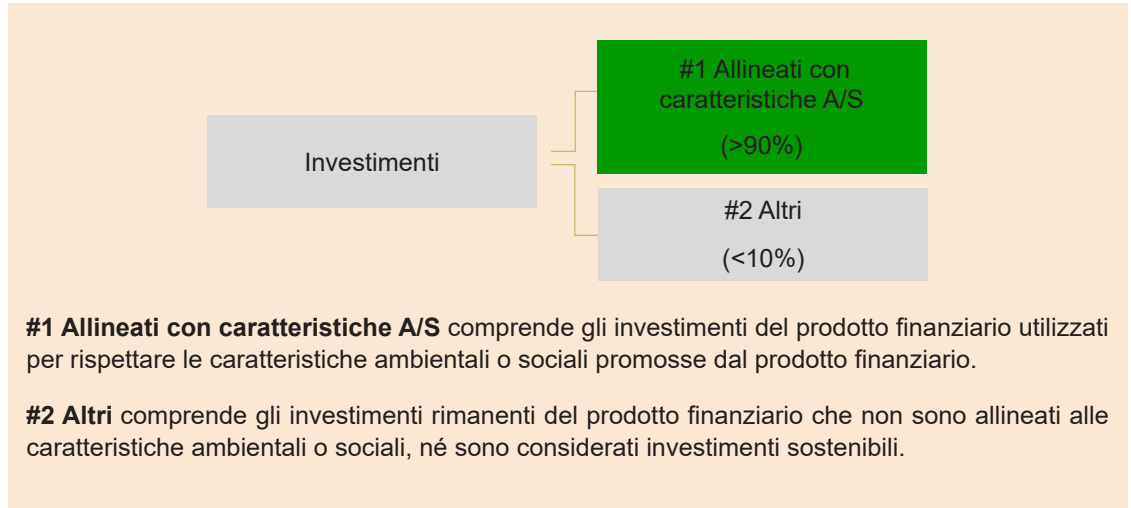 #1 Allineati con
caratteristiche A/S
(>90%)
Investimenti
#2 Altri
(<10%)
#1 Allineati con caratteristiche A/S comprende gli investimenti del prodotto finanziario utilizzati
per rispettare le caratteristiche ambientali o sociali promosse dal prodotto finanziario.
#2 Altri comprende gli investimenti rimanenti del prodotto finanziario che non sono allineati alle
caratteristiche ambientali o sociali, né sono considerati investimenti sostenibili.